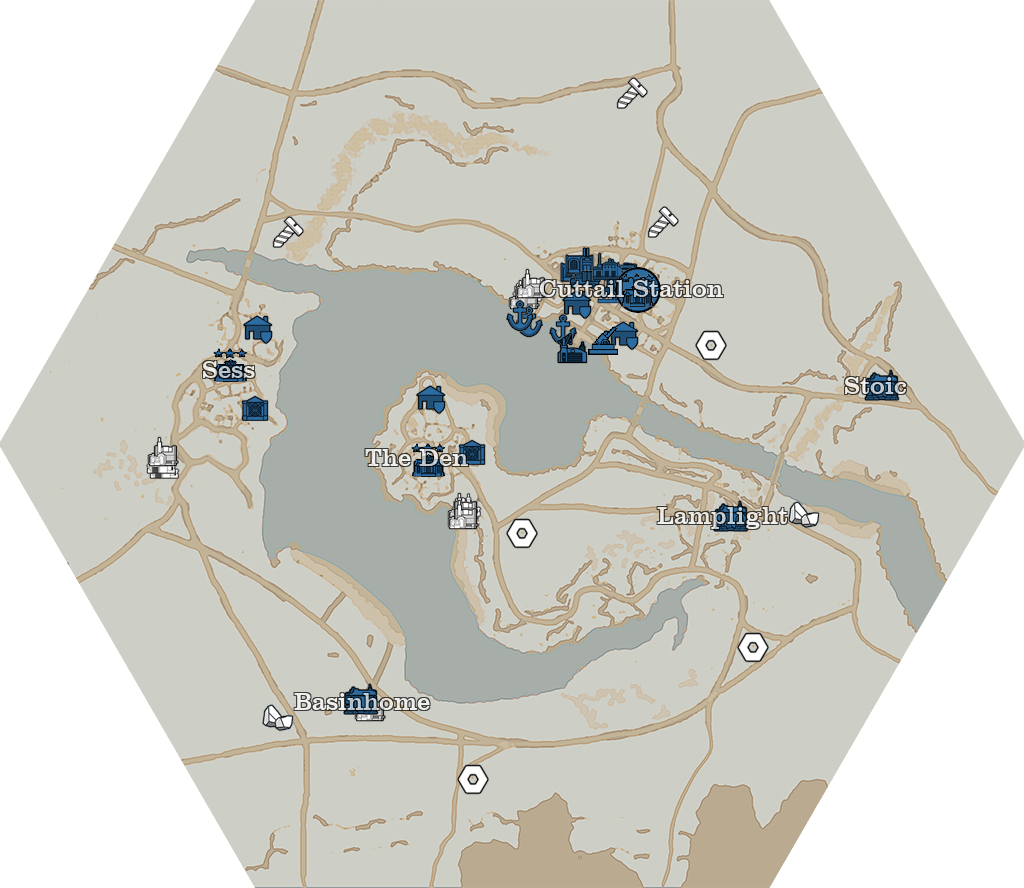 Cuttail Station
Sess
Stoic
The Den
Lamplight
Basinhome